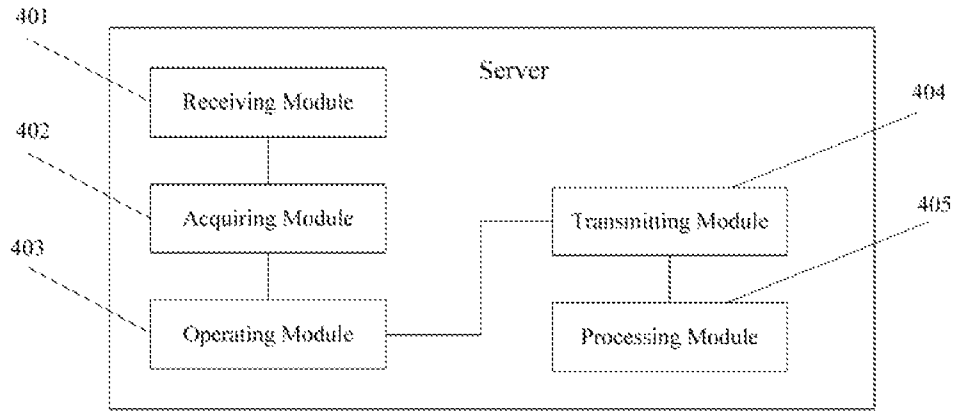 401
Server
Receiving Module
404
402
Acquiring Module
Transmitting Module
405
403
Operating Module
Processing Module